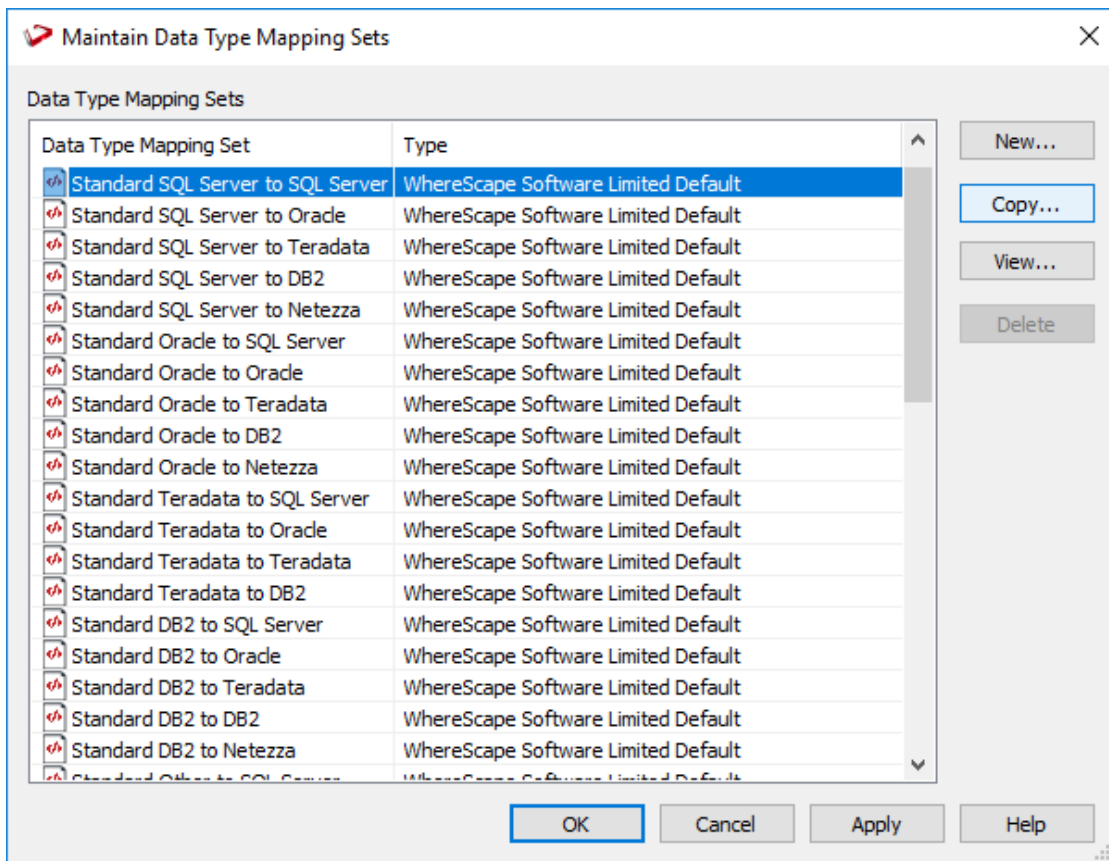 Maintain Data Type Mapping Sets
Data Type Mapping Sets
Data Type Mapping Set Type
Standard SQL Server to SQL Server WhereScape Software Limited Default
Standard SQL Server to Oracle WhereScape Software Limited Default
Standard SQL Server to Teradata WhereScape Software Limited Default
Standard SQL Server to DB2 WhereScape Software Limited Default
Standard SQL Server to Netezza WhereScape Software Limited Default
Standard Oracle to SQL Server WhereScape Software Limited Default
Standard Oracle to Oracle WhereScape Software Limited Default
Standard Oracle to Teradata WhereScape Software Limited Default
Standard Oracle to DB2 WhereScape Software Limited Default
Standard Oracle to Netezza WhereScape Software Limited Default
Standard Teradata to SQL Server WhereScape Software Limited Default
Standard Teradata to Oracle WhereScape Software Limited Default
Standard Teradata to Teradata WhereScape Software Limited Default
Standard Teradata to DB2 WhereScape Software Limited Default
Standard DB2 to SQL Server WhereScape Software Limited Default
Standard DB2 to Oracle WhereScape Software Limited Default
Standard DB2 to Teradata WhereScape Software Limited Default
Standard DB2 to DB2 WhereScape Software Limited Default
Standard DB2 to Netezza WhereScape Software Limited Default
Standard Other to SQL Server WhereScape Software Limited Default
New...
Copy...
View...
Delete
OK Cancel Apply Help